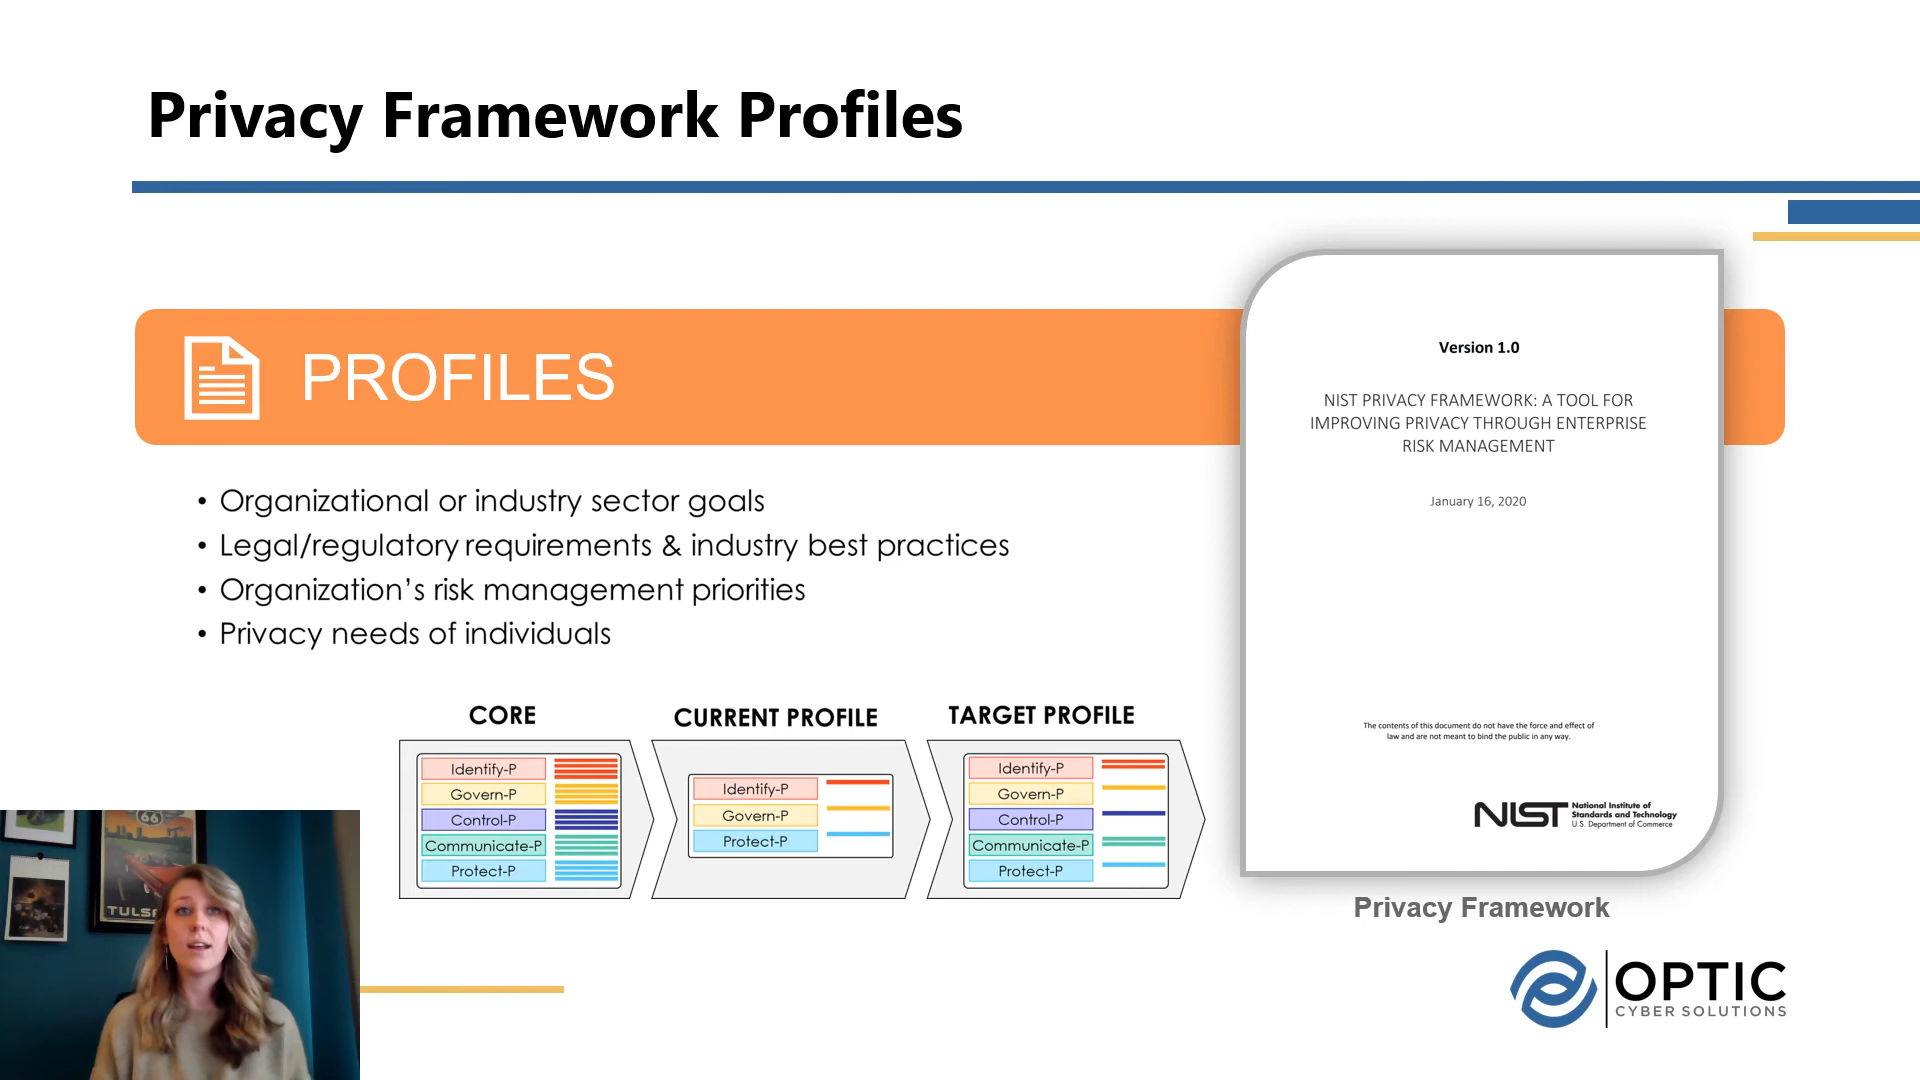 Privacy Framework Profiles
PROFILES
• Organizational or industry sector goals
• Legal/regulatory requirements & industry best practices
• Organization’s risk management priorities
• Privacy needs of individuals
CORE
Identify-P
Govern-P
Control-P
Communicate-P
Protect-P
CURRENT PROFILE
Identify-P
Govern-P
Protect-P
TARGET PROFILE
Identify-P
Govern-P
Control-P
Communicate-P
Protect-P
Version 1.0
NIST PRIVACY FRAMEWORK: A TOOL FOR
IMPROVING PRIVACY THROUGH ENTERPRISE
RISK MANAGEMENT
January 16, 2020
The contents of this document do not have the force and effect of
law and are not meant to bind the public in any way.
NIST
National Institute of
Standards and Technology
U.S. Department of Commerce
Privacy Framework
66
OPTIC
CYBER SOLUTIONS